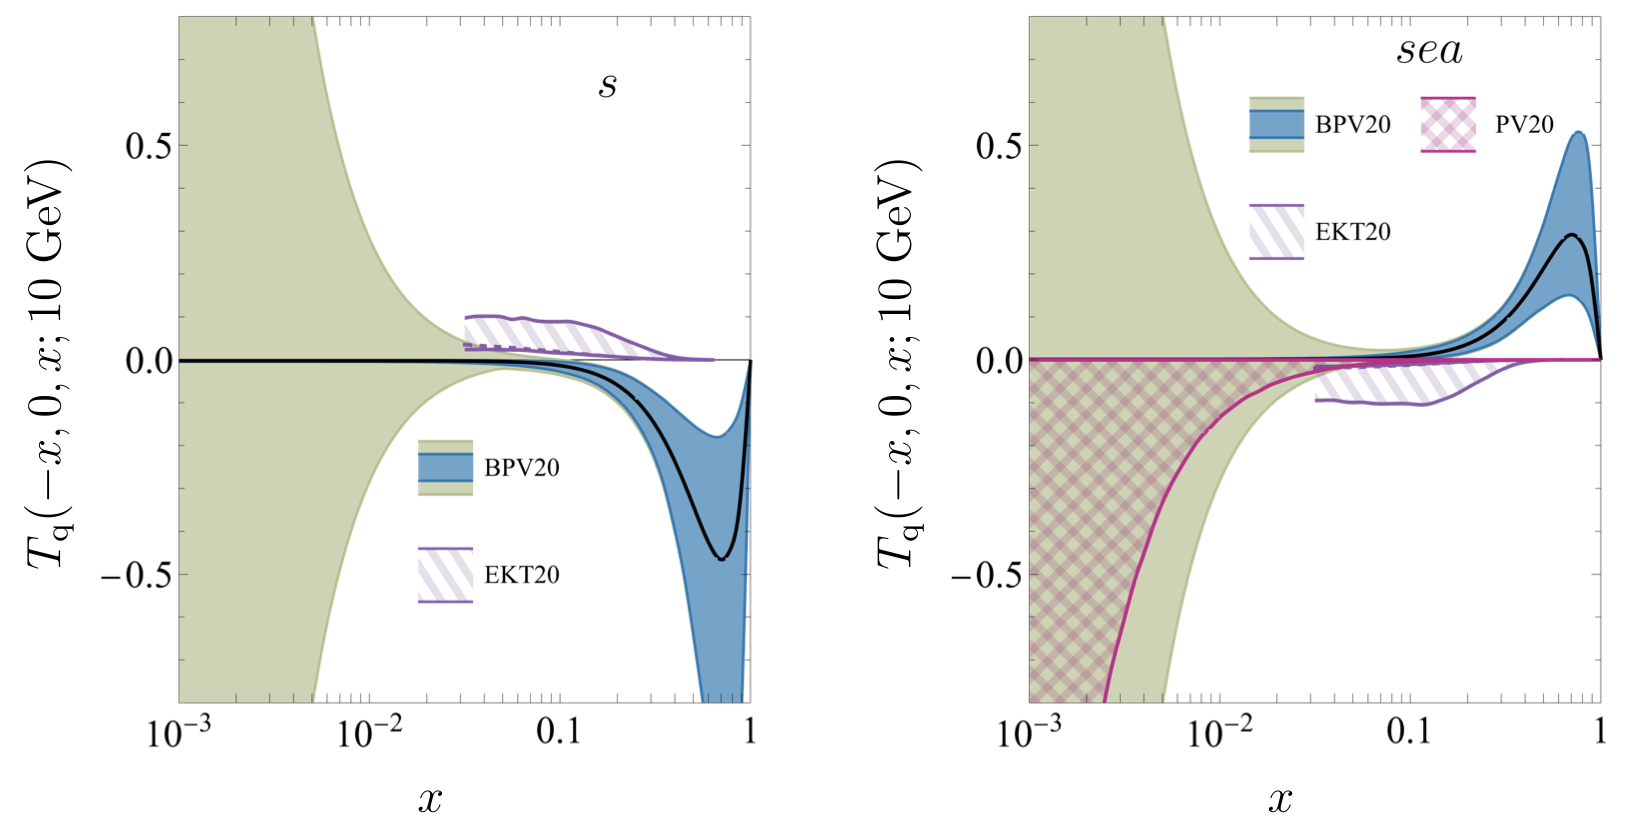 s
0.5
0.0
−0.5
T_q(−x, 0, x; 10 GeV)
BPV20
EKT20
10^{−3} 10^{−2} 0.1 1
x
sea
BPV20 PV20
EKT20
0.5
0.0
−0.5
T_q(−x, 0, x; 10 GeV)
10^{−3} 10^{−2} 0.1 1
x